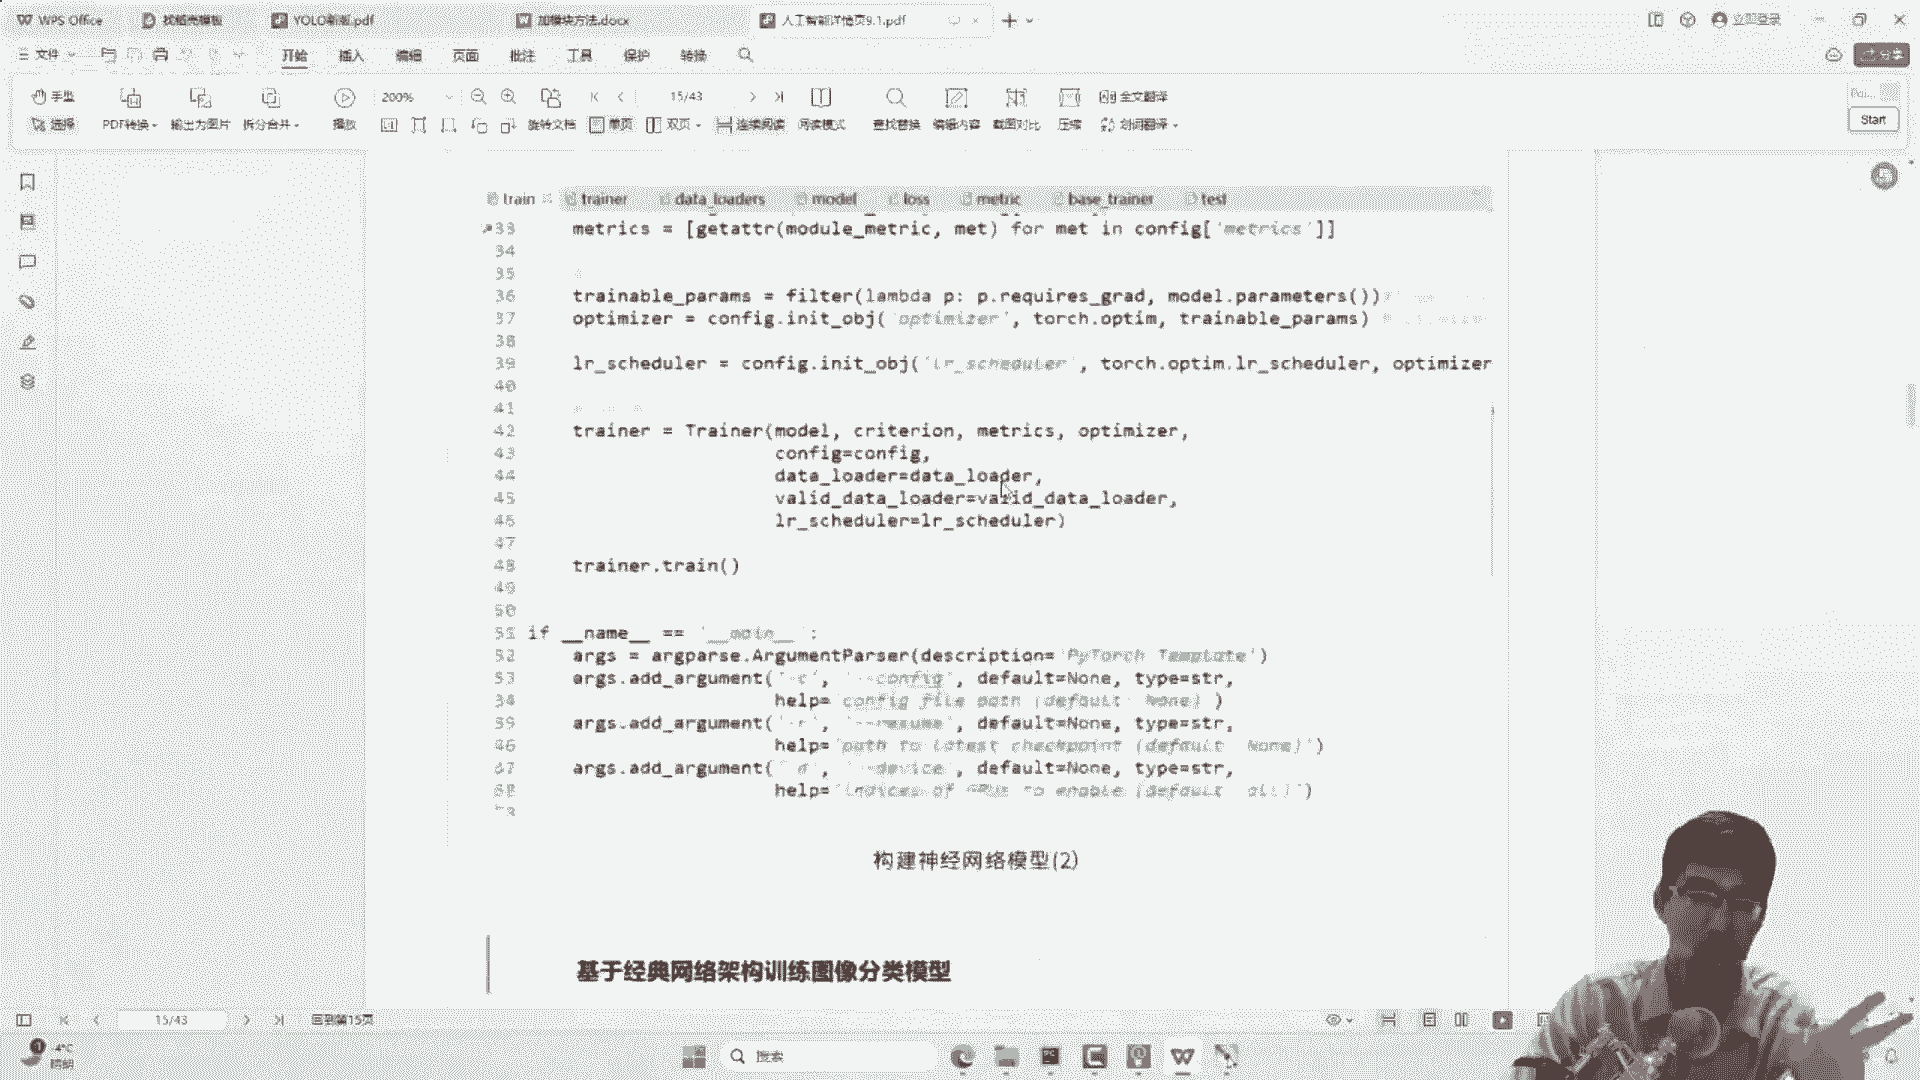 WPS Office 找稻壳模板 YOLO新版.pdf 加模块方法.docx 人工智能详情页9.1.pdf 立即登录
文件 开始 插入 编辑 页面 批注 工具 保护 转换 分享
手型 200% 15/43 全文翻译
选择 PDF转换 输出为图片 拆分合并 播放 旋转文档 单页 双页 连续阅读 阅读模式 查找替换 编辑内容 截图对比 压缩 划词翻译 Start
train trainer data_loaders model loss metric base_trainer test
33 metrics = [getattr(module_metric, met) for met in config['metrics']]
34
35
36 trainable_params = filter(lambda p: p.requires_grad, model.parameters())
37 optimizer = config.init_obj('optimizer', torch.optim, trainable_params)
38
39 lr_scheduler = config.init_obj('lr_scheduler', torch.optim.lr_scheduler, optimizer
40
41
42 trainer = Trainer(model, criterion, metrics, optimizer,
43 config=config,
44 data_loader=data_loader,
45 valid_data_loader=valid_data_loader,
46 lr_scheduler=lr_scheduler)
47
48 trainer.train()
49
50
51 if __name__ == '__main__':
52 args = argparse.ArgumentParser(description='PyTorch Template')
53 args.add_argument('-c', '--config', default=None, type=str,
help='config file path (default: None)')
args.add_argument('-r', '--resume', default=None, type=str,
help='path to latest checkpoint (default: None)')
args.add_argument('-d', '--device', default=None, type=str,
help='indices of GPUs to enable (default: all)')
构建神经网络模型(2)
基于经典网络架构训练图像分类模型
15/43 回到第15页
-4°C
晴朗
搜索